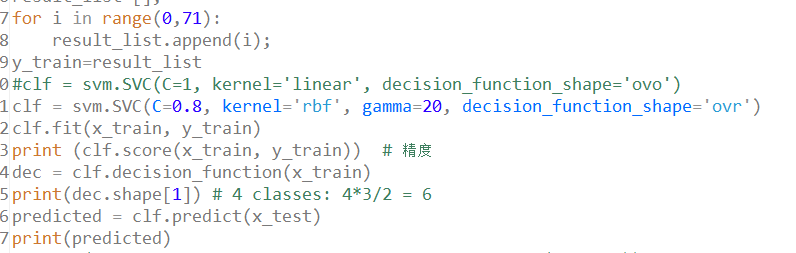 7for i in range(0,71):
8    result_list.append(i);
9y_train=result_list
0#clf = svm.SVC(C=1, kernel='linear', decision_function_shape='ovo')
1clf = svm.SVC(C=0.8, kernel='rbf', gamma=20, decision_function_shape='ovr')
2clf.fit(x_train, y_train)
3print (clf.score(x_train, y_train))  # 精度
4dec = clf.decision_function(x_train)
5print(dec.shape[1]) # 4 classes: 4*3/2 = 6
6predicted = clf.predict(x_test)
7print(predicted)